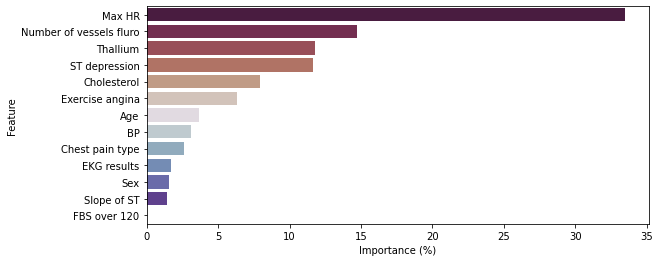 Max HR
Number of vessels fluro
Thallium
ST depression
Cholesterol
Exercise angina
Age
BP
Chest pain type
EKG results
Sex
Slope of ST
FBS over 120
Feature
0 5 10 15 20 25 30 35
Importance (%)